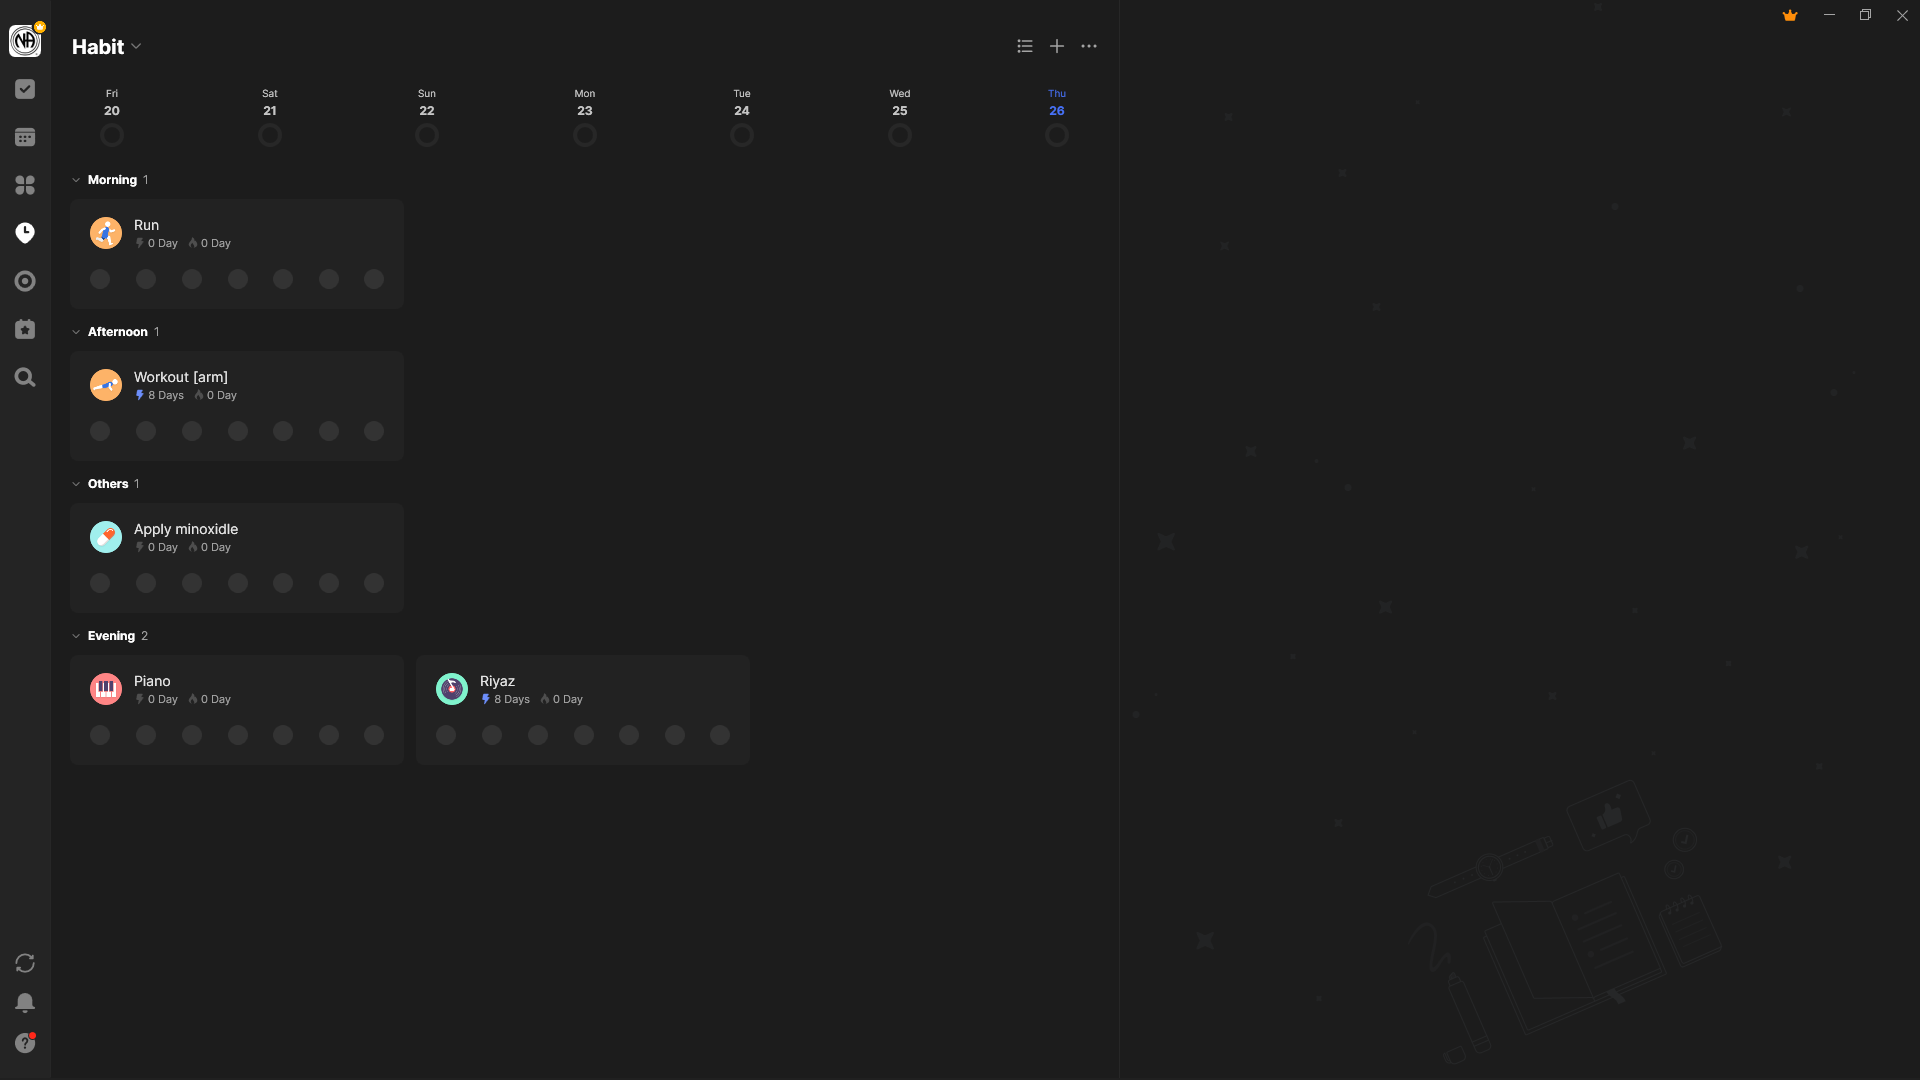 NA
Habit
Fri Sat Sun Mon Tue Wed Thu
20 21 22 23 24 25 26
Morning 1
Run
0 Day 0 Day
Afternoon 1
Workout [arm]
8 Days 0 Day
Others 1
Apply minoxidle
0 Day 0 Day
Evening 2
Piano
0 Day 0 Day
Riyaz
8 Days 0 Day
?